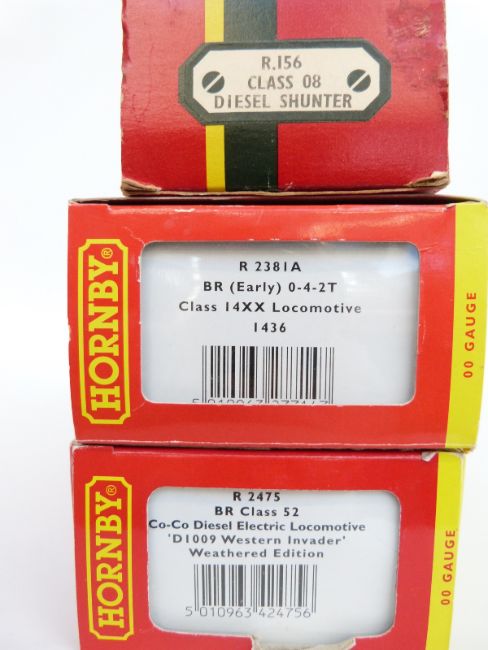 R.156
CLASS 08
DIESEL SHUNTER
HORNBY®
R 2381A
BR (Early) 0-4-2T
Class 14XX Locomotive
1436
00 GAUGE
HORNBY®
R 2475
BR Class 52
Co-Co Diesel Electric Locomotive
'D1009 Western Invader'
Weathered Edition
5 010963 424756
00 GAUGE